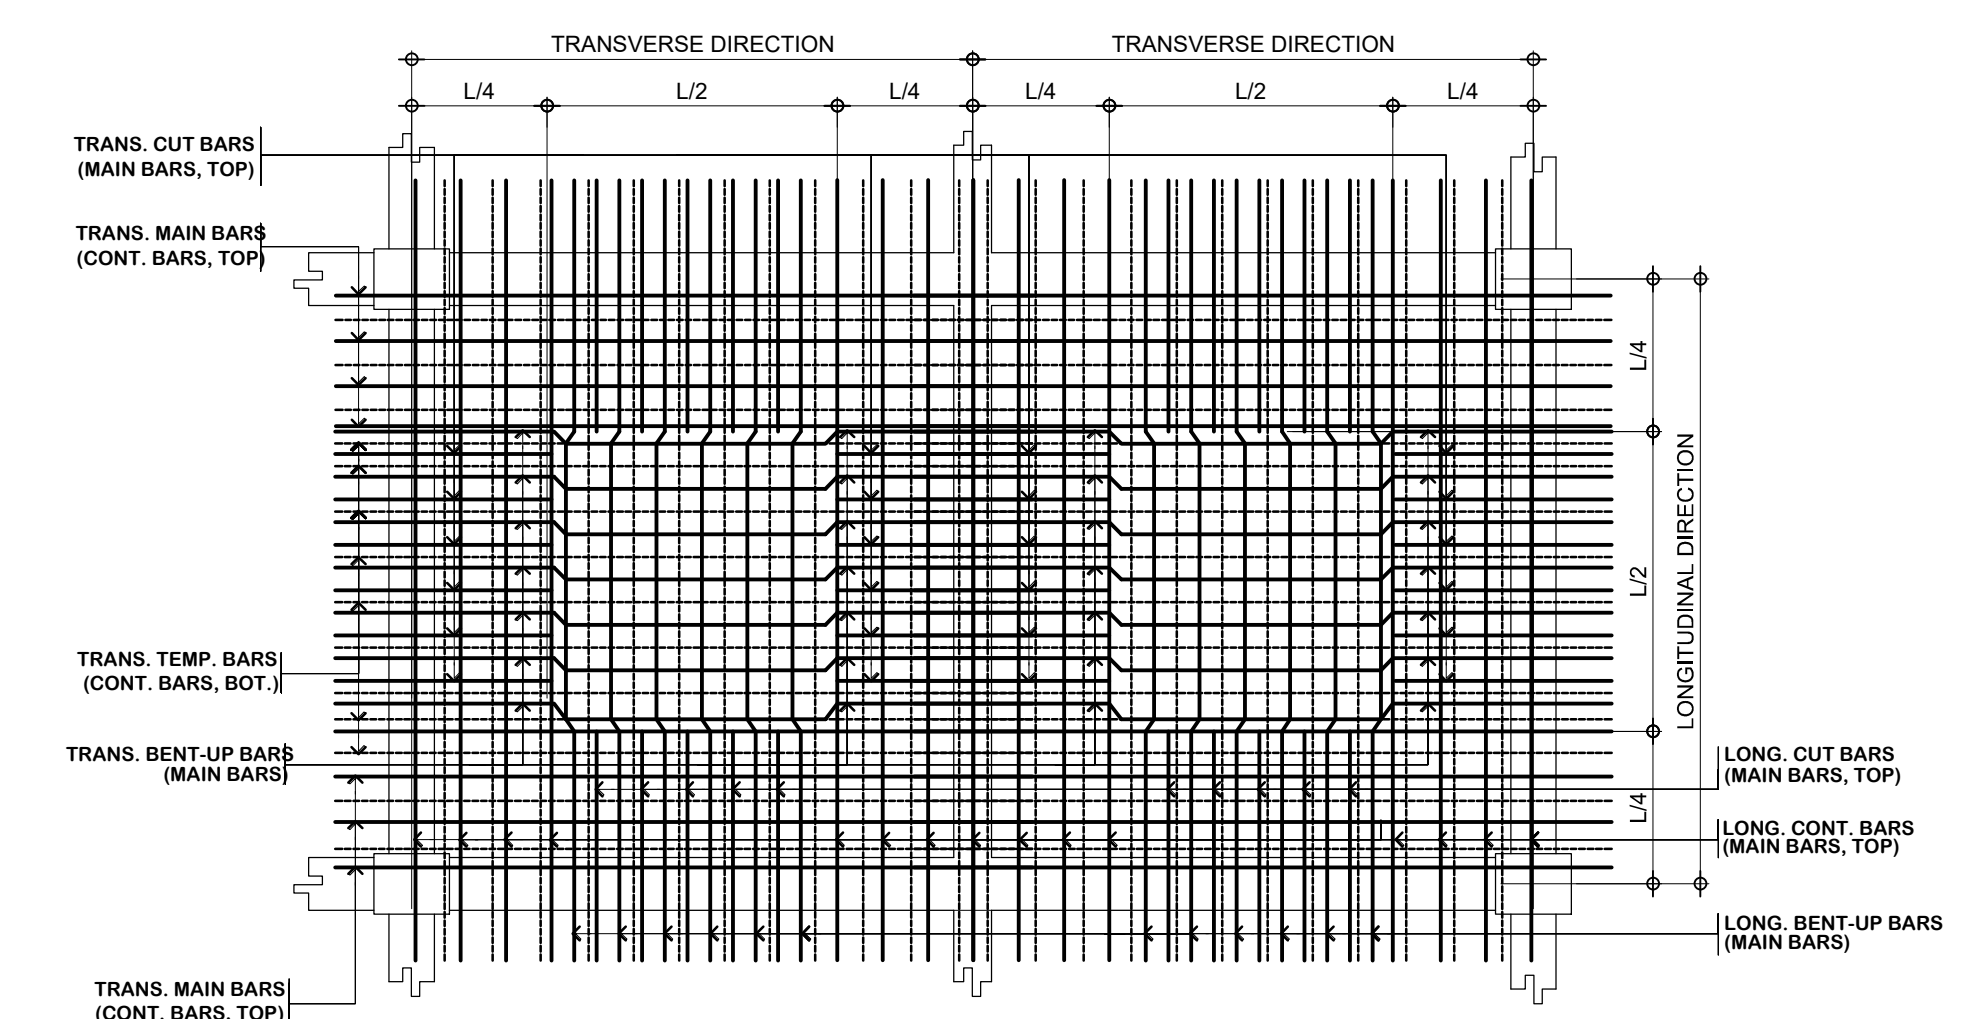 TRANSVERSE DIRECTION
TRANSVERSE DIRECTION
L/4
L/2
L/4
L/4
L/2
L/4
TRANS. CUT BARS
(MAIN BARS, TOP)
TRANS. MAIN BARS
(CONT. BARS, TOP)
L/4
L/2
LONGITUDINAL DIRECTION
TRANS. TEMP. BARS
(CONT. BARS, BOT.)
TRANS. BENT-UP BARS
(MAIN BARS)
LONG. CUT BARS
(MAIN BARS, TOP)
L/4
LONG. CONT. BARS
(MAIN BARS, TOP)
LONG. BENT-UP BARS
(MAIN BARS)
TRANS. MAIN BARS
(CONT. BARS, TOP)